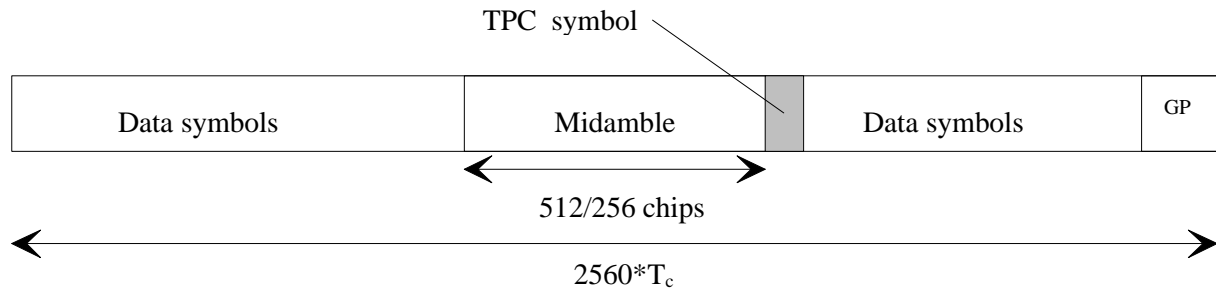 TPC symbol
Data symbols
Midamble
Data symbols
GP
512/256 chips
2560*Tc